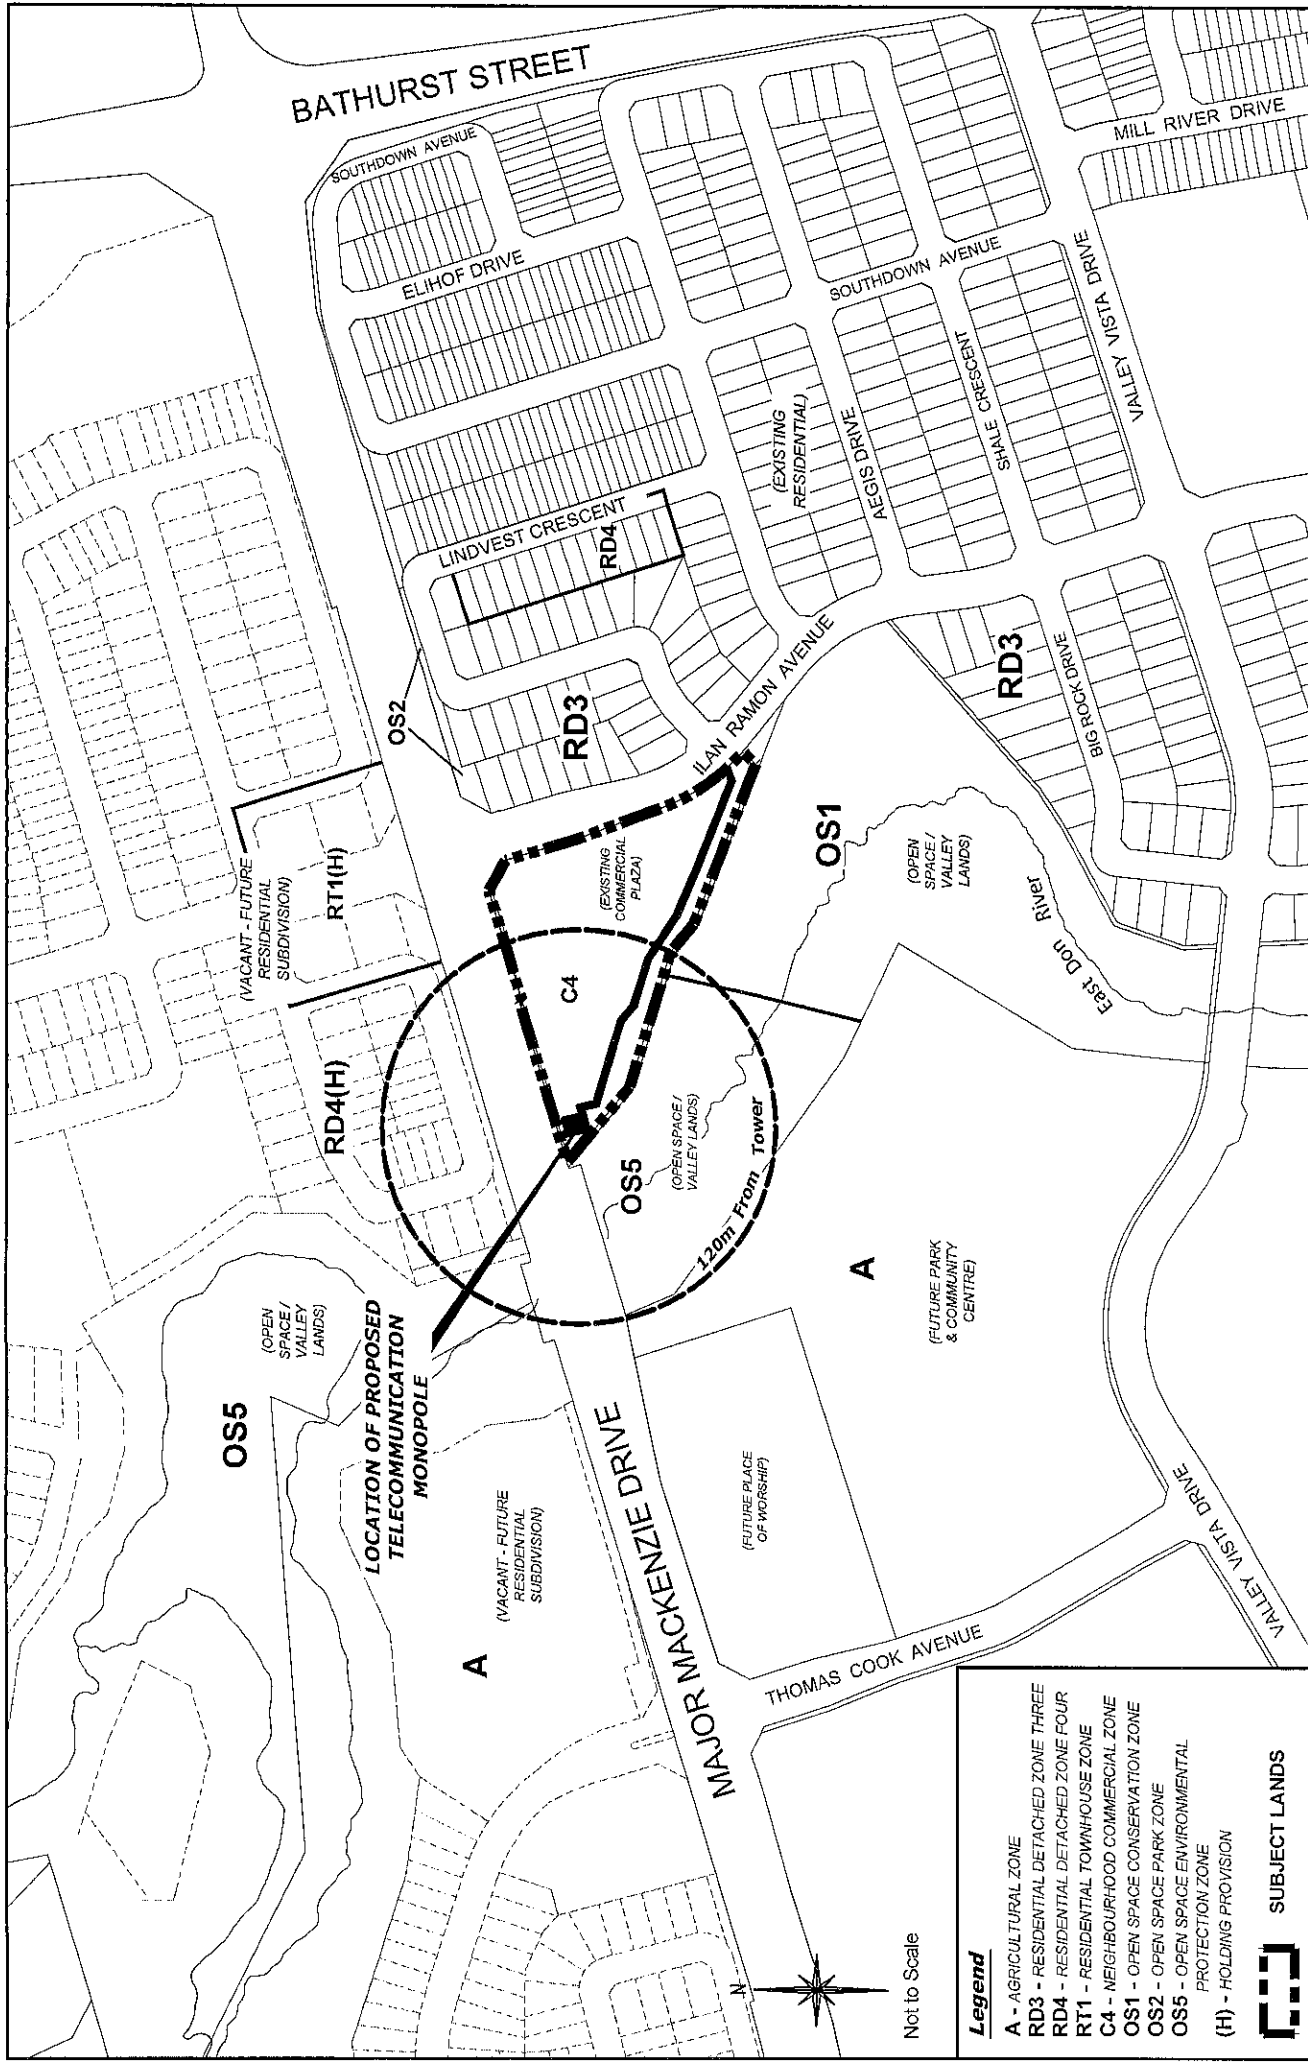 BATHURST STREET
SOUTHDOWN AVENUE
ELIHOF DRIVE
MILL RIVER DRIVE
SOUTHDOWN AVENUE
VALLEY VISTA DRIVE
SHALE CRESCENT
AEGIS DRIVE
(EXISTING
RESIDENTIAL)
LINDVEST CRESCENT
RD4
OS2
RD3
ILAN RAMON AVENUE
RD3
BIG ROCK DRIVE
(VACANT - FUTURE
RESIDENTIAL
SUBDIVISION)
RT1(H)
(EXISTING
COMMERCIAL
PLAZA)
OS1
(OPEN
SPACE /
VALLEY
LANDS)
East Don River
C4
RD4(H)
OS5
(OPEN SPACE /
VALLEY LANDS)
120m From Tower
A
(FUTURE PARK
& COMMUNITY
CENTRE)
(OPEN
SPACE /
VALLEY
LANDS)
OS5
LOCATION OF PROPOSED
TELECOMMUNICATION
MONOPOLE
(VACANT - FUTURE
RESIDENTIAL
SUBDIVISION)
A
MAJOR MACKENZIE DRIVE
(FUTURE PLACE
OF WORSHIP)
THOMAS COOK AVENUE
VALLEY VISTA DRIVE
N
Not to Scale
Legend
A - AGRICULTURAL ZONE
RD3 - RESIDENTIAL DETACHED ZONE THREE
RD4 - RESIDENTIAL DETACHED ZONE FOUR
RT1 - RESIDENTIAL TOWNHOUSE ZONE
C4 - NEIGHBOURHOOD COMMERCIAL ZONE
OS1 - OPEN SPACE CONSERVATION ZONE
OS2 - OPEN SPACE PARK ZONE
OS5 - OPEN SPACE ENVIRONMENTAL
PROTECTION ZONE
(H) - HOLDING PROVISION
SUBJECT LANDS